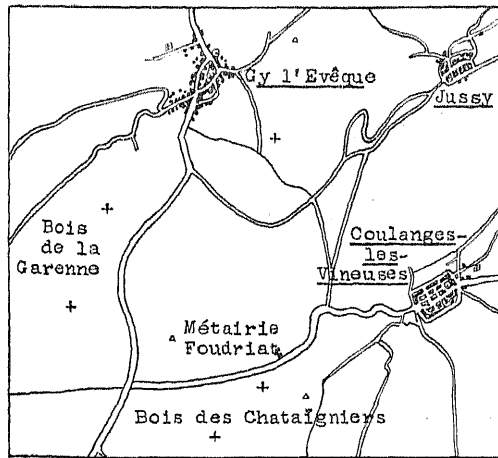 Gy l'Evêque
Jussy
Bois
de la
Garenne
Coulanges-
les-
Vineuses
Métairie
Foudriat
Bois des Chataigniers